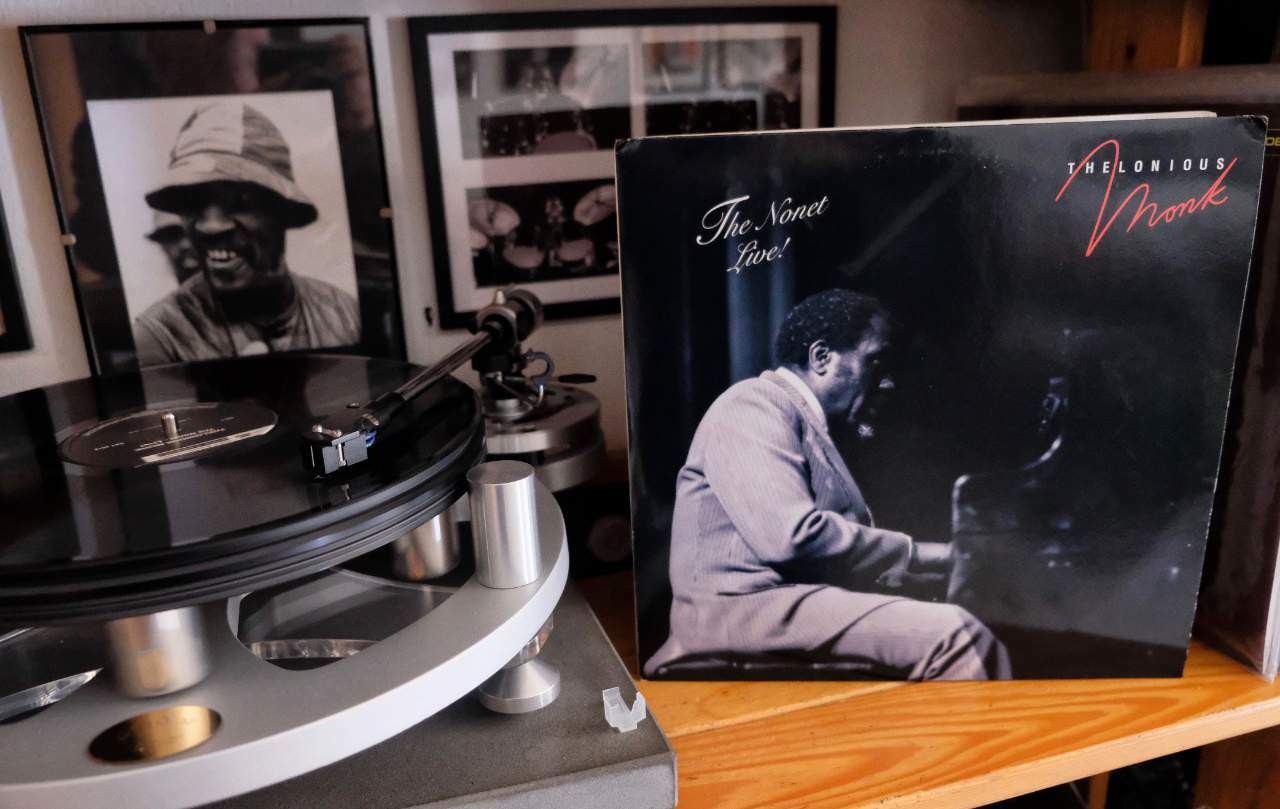 The Nonet
Live!
THELONIOUS
Monk